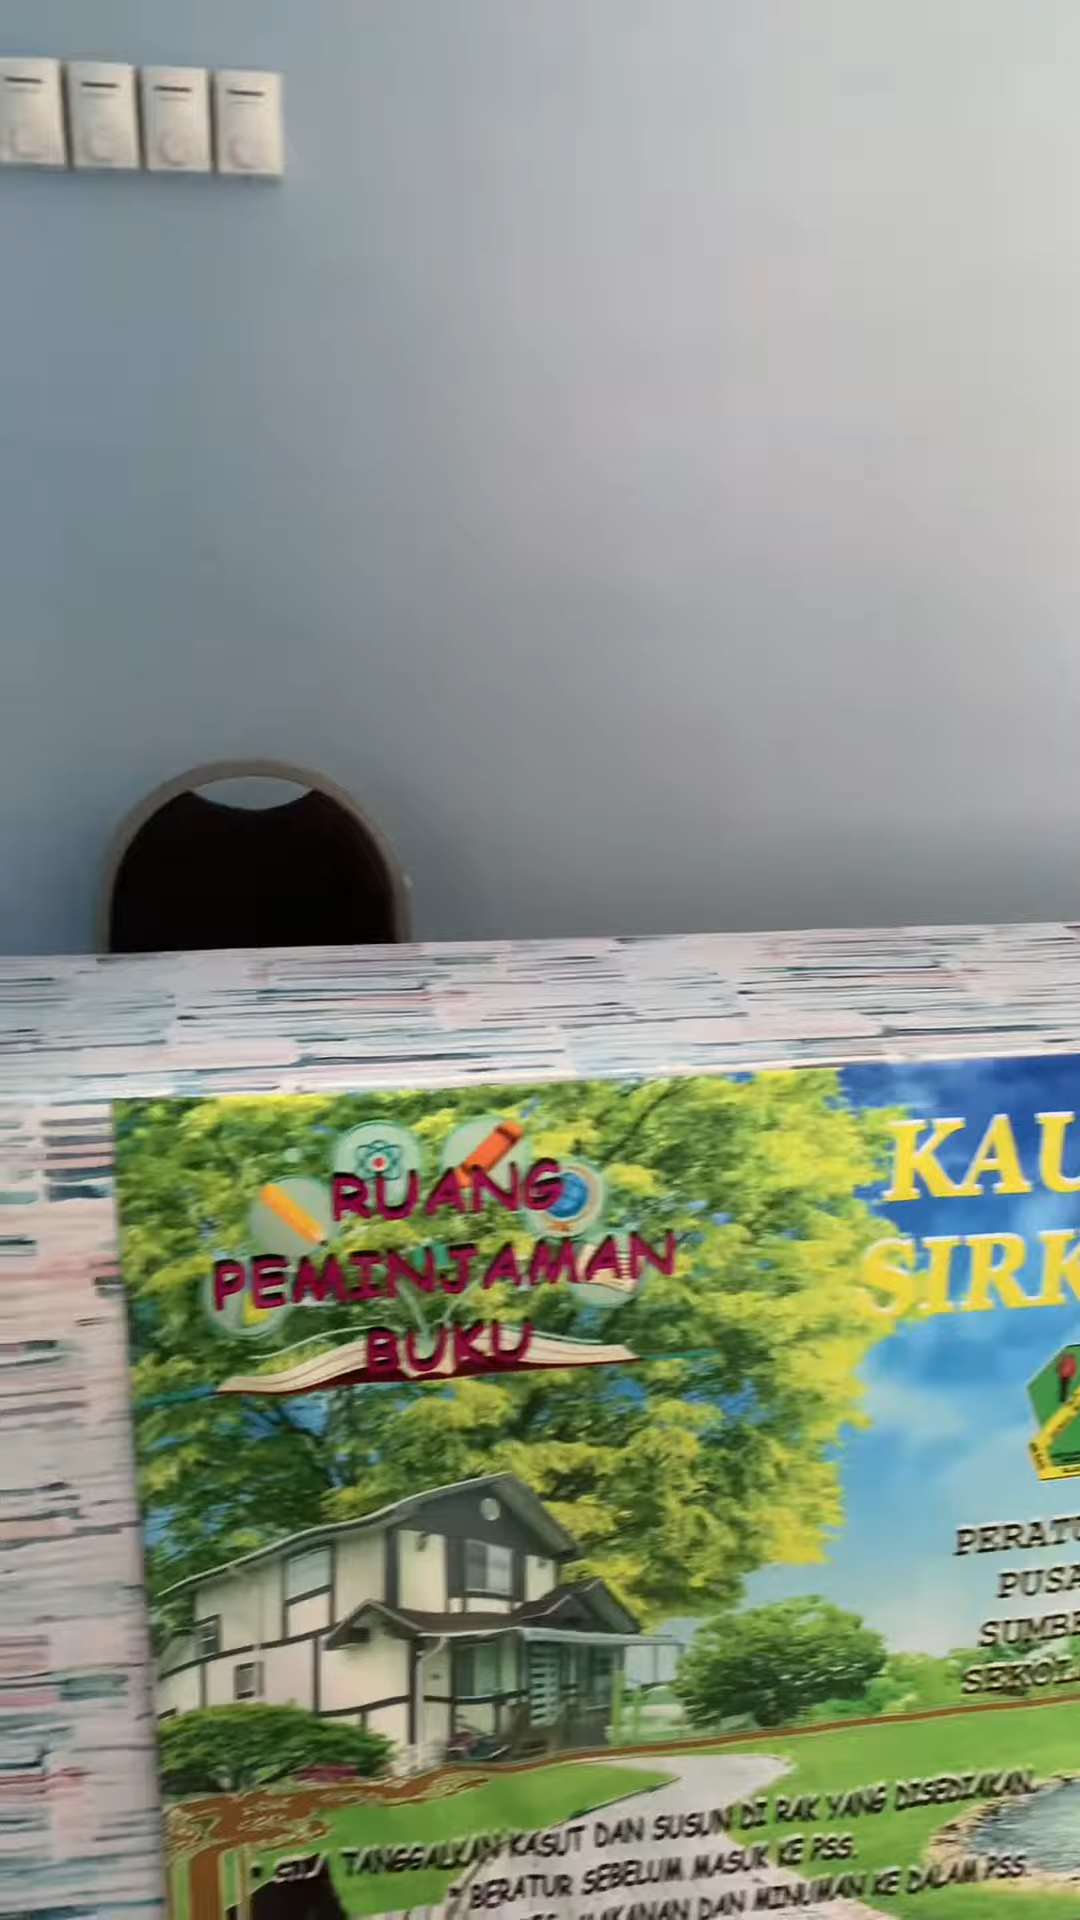 RUANG
PEMINJAMAN
BUKU
KAU
SIRK
PERATU
PUSA
SUMBE
SEKOL
• SILA TANGGALKAN KASUT DAN SUSUN DI RAK YANG DISEDIAKAN.
• BERATUR SEBELUM MASUK KE PSS.
MAKANAN DAN MINUMAN KE DALAM PSS.